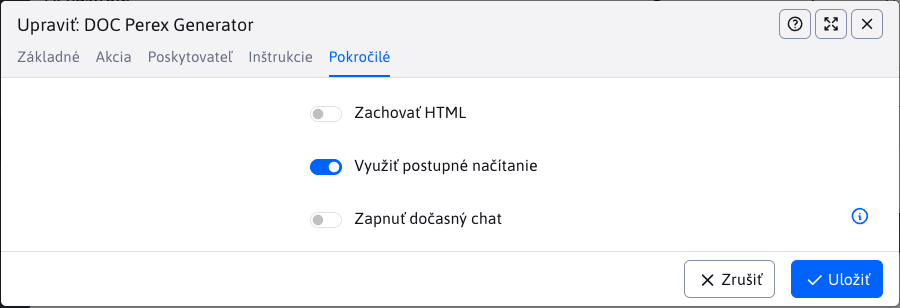 Upraviť: DOC Perex Generator
Základné Akcia Poskytovateľ Inštrukcie Pokročilé
Zachovať HTML
Využiť postupné načítanie
Zapnuť dočasný chat
Zrušiť Uložiť